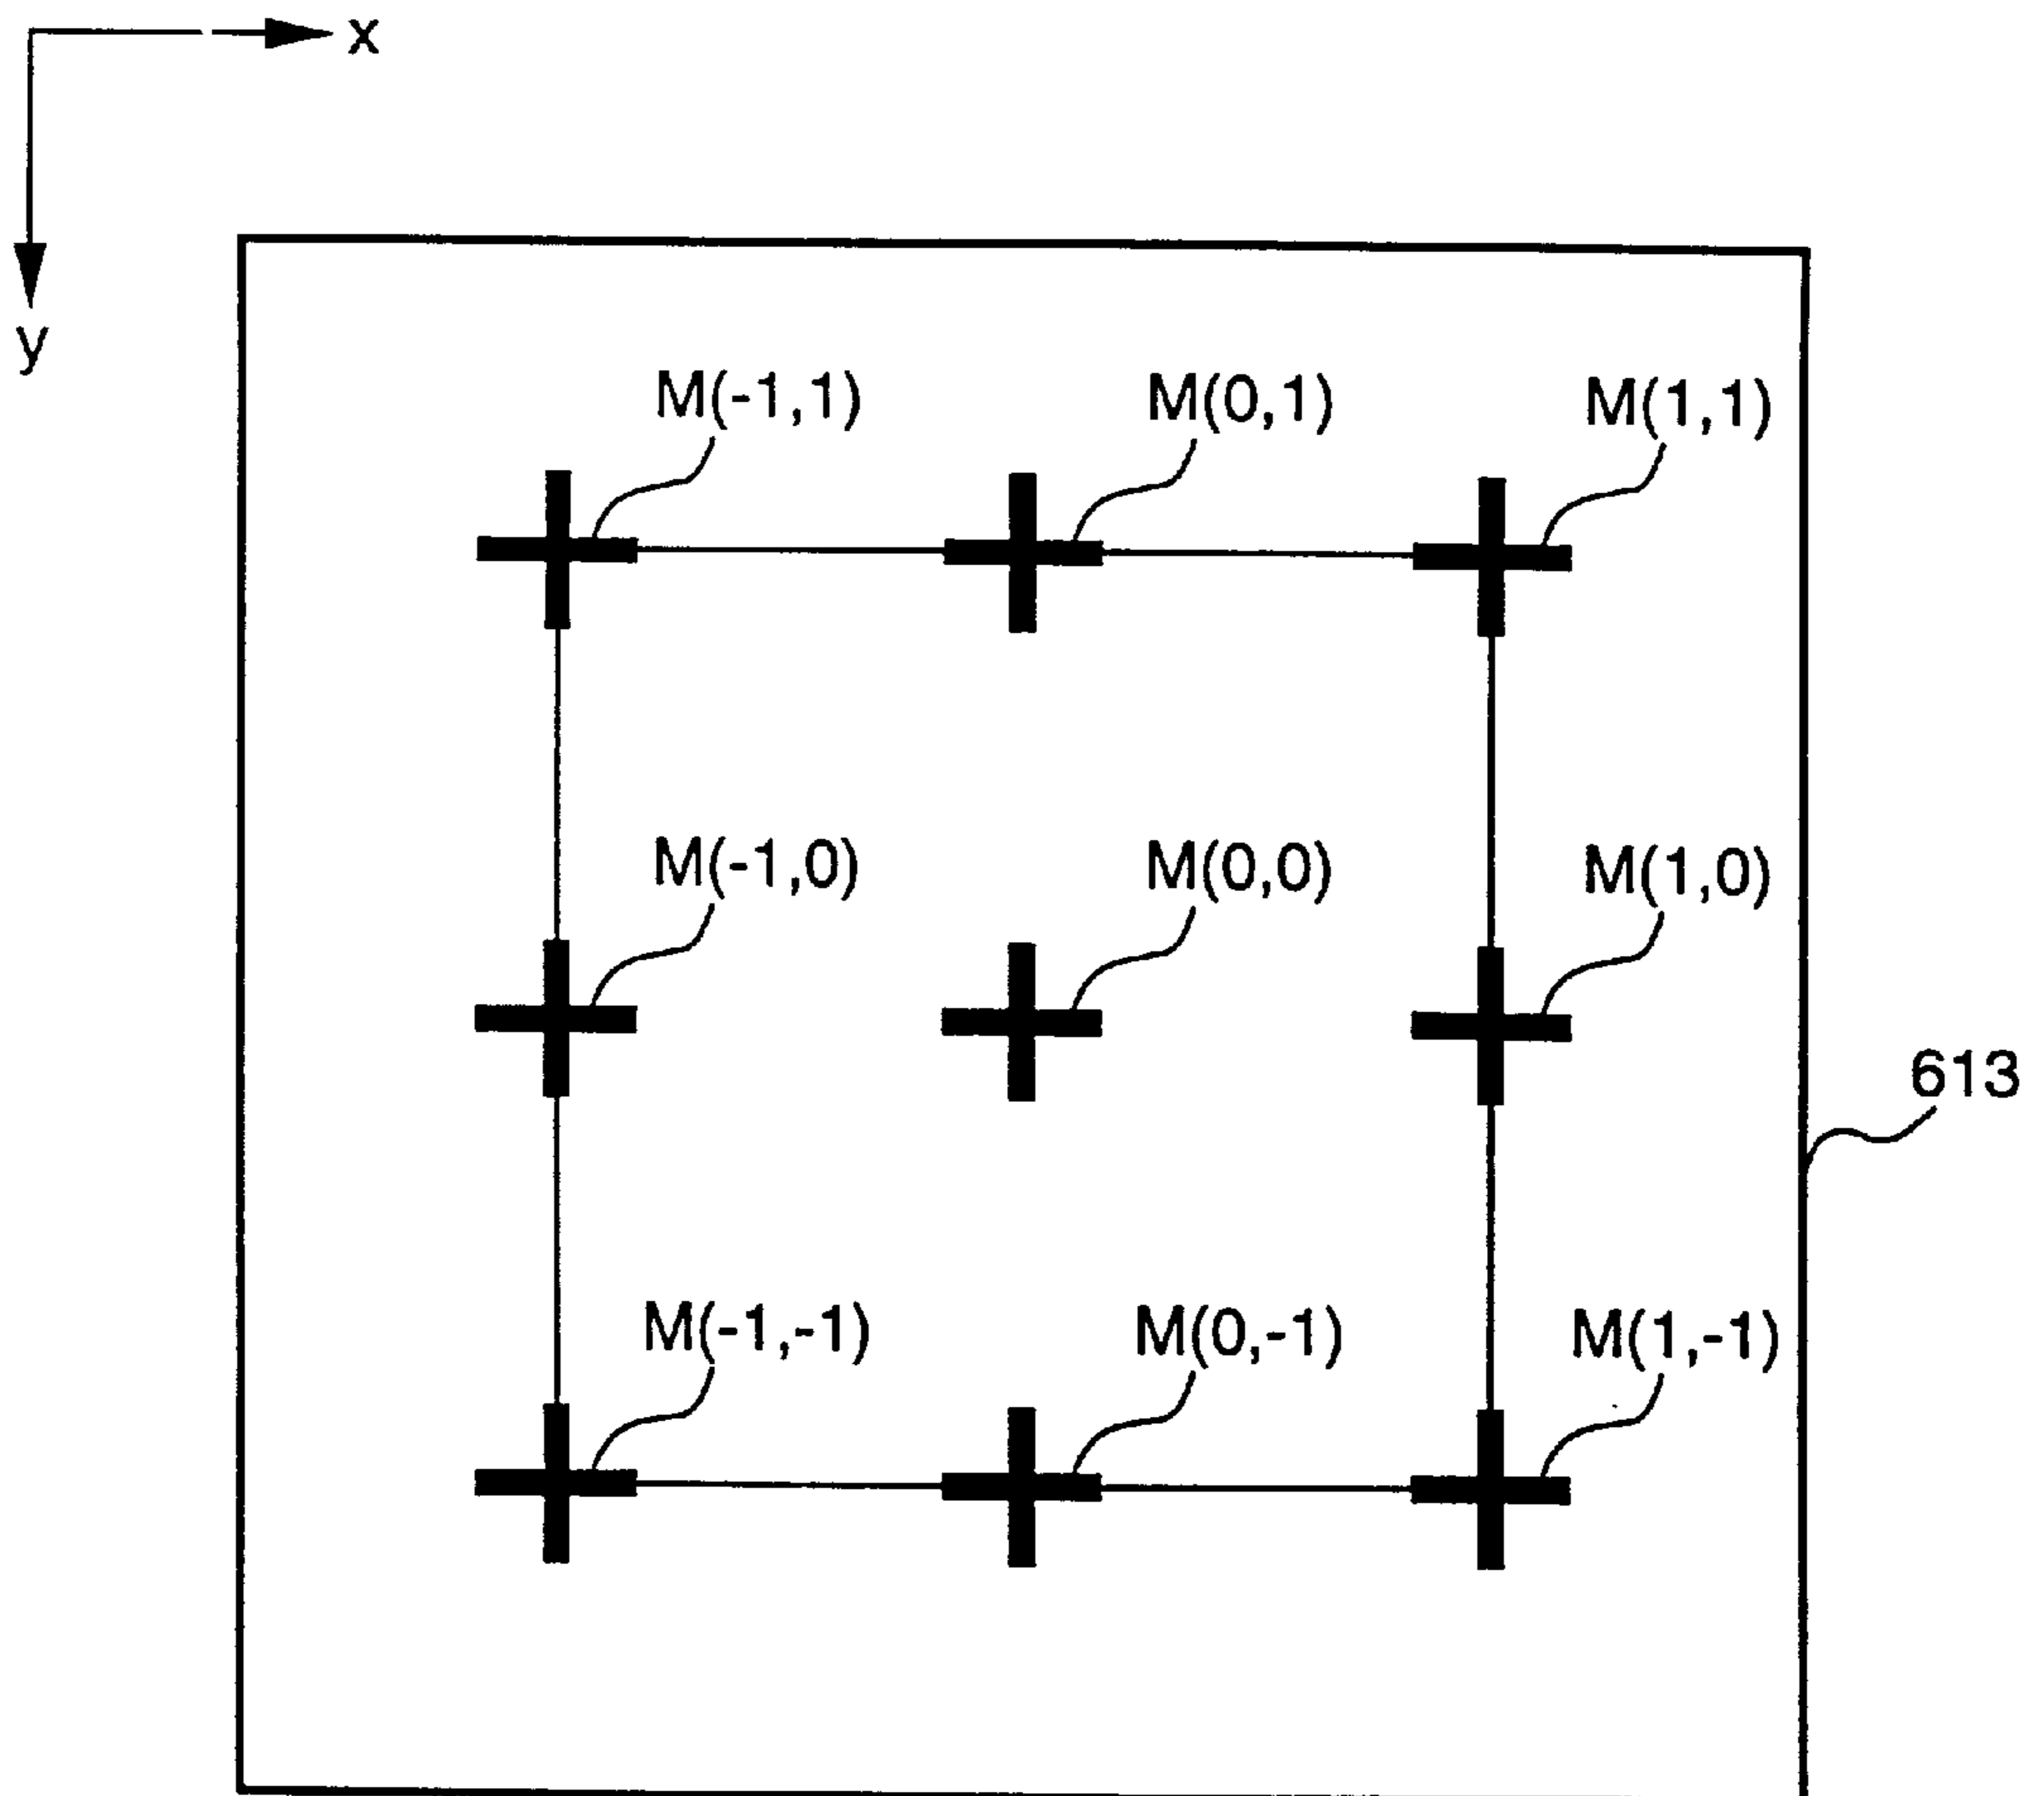 x
y
M(-1,1) M(0,1) M(1,1)
M(-1,0) M(0,0) M(1,0)
613
M(-1,-1) M(0,-1) M(1,-1)